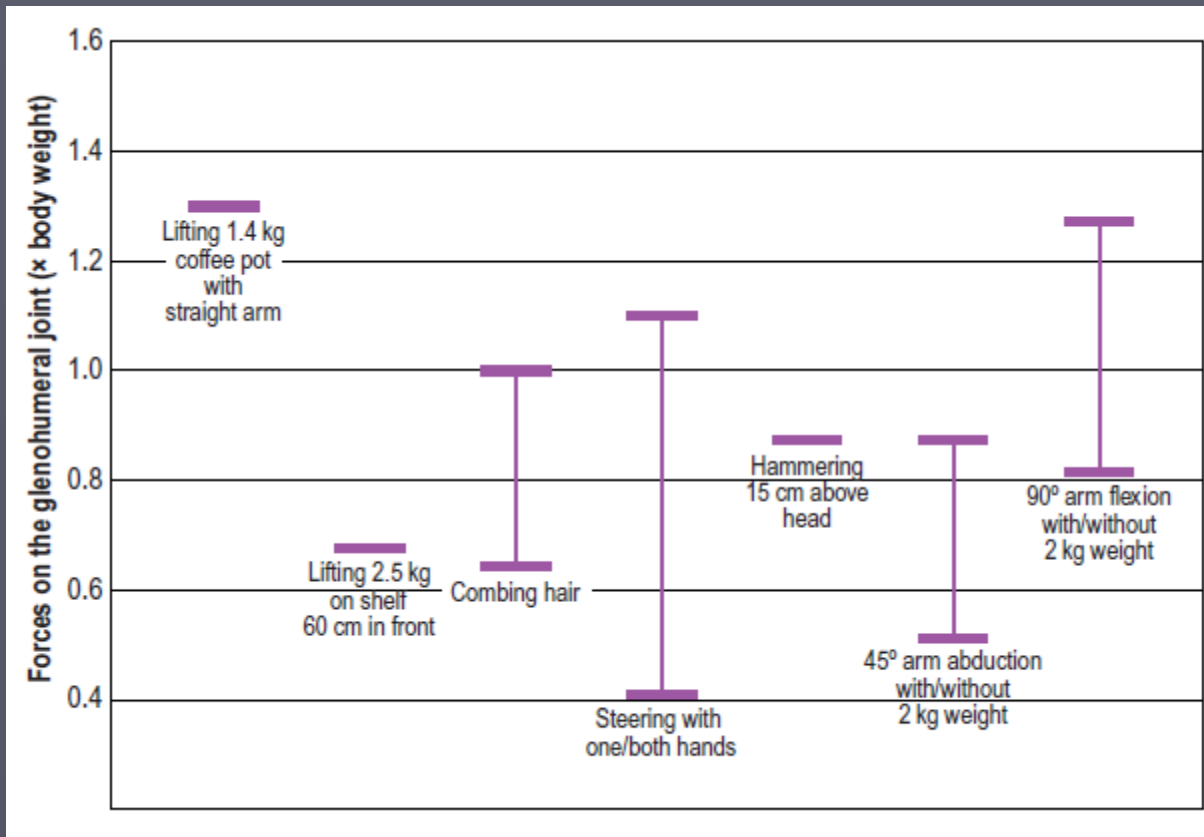 Forces on the glenohumeral joint (× body weight)
1.6
1.4
1.2
1.0
0.8
0.6
0.4
Lifting 1.4 kg
coffee pot
with
straight arm
Lifting 2.5 kg
on shelf
60 cm in front
Combing hair
Steering with
one/both hands
Hammering
15 cm above
head
45º arm abduction
with/without
2 kg weight
90º arm flexion
with/without
2 kg weight